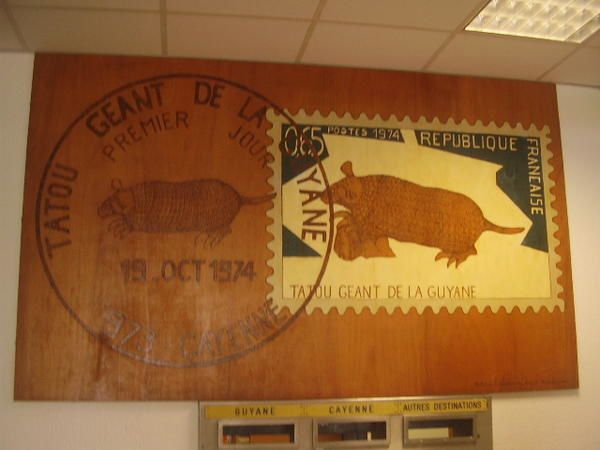 TATOU GEANT DE LA GUYANE
PREMIER JOUR
19 OCT 1974
973 CAYENNE
0,65
POSTES 1974
REPUBLIQUE
FRANÇAISE
TATOU GEANT DE LA GUYANE
GUYANE
CAYENNE
AUTRES DESTINATIONS